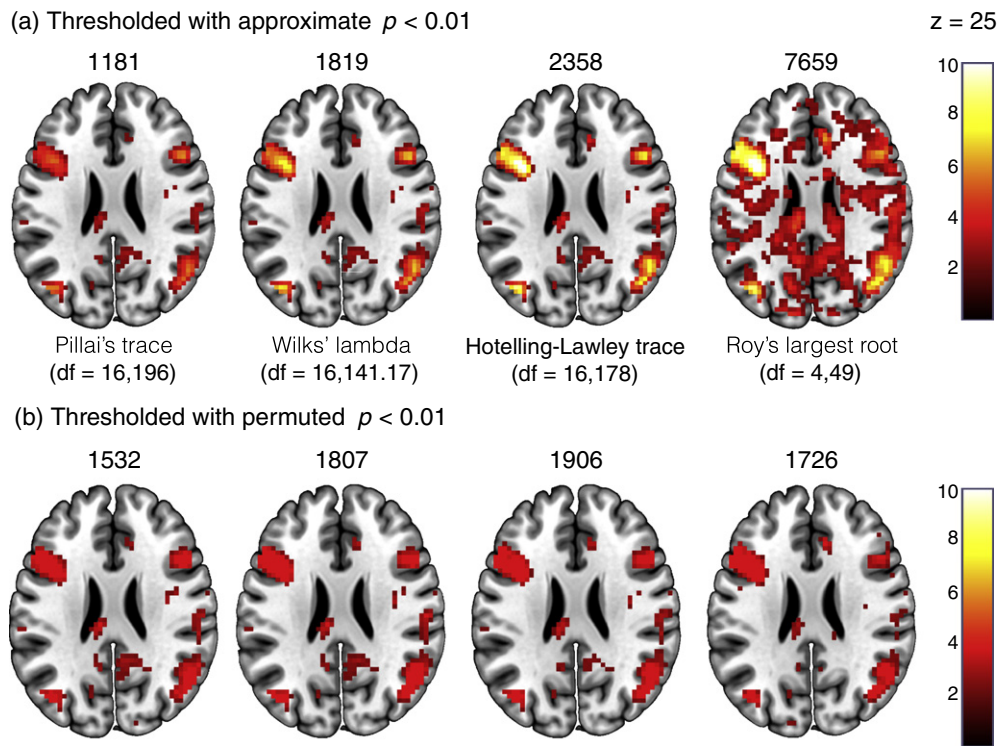 (a) Thresholded with approximate p < 0.01
z = 25
1181 1819 2358 7659
10
8
6
4
2
Pillai's trace Wilks' lambda Hotelling-Lawley trace Roy's largest root
(df = 16,196) (df = 16,141.17) (df = 16,178) (df = 4,49)
(b) Thresholded with permuted p < 0.01
1532 1807 1906 1726
10
8
6
4
2